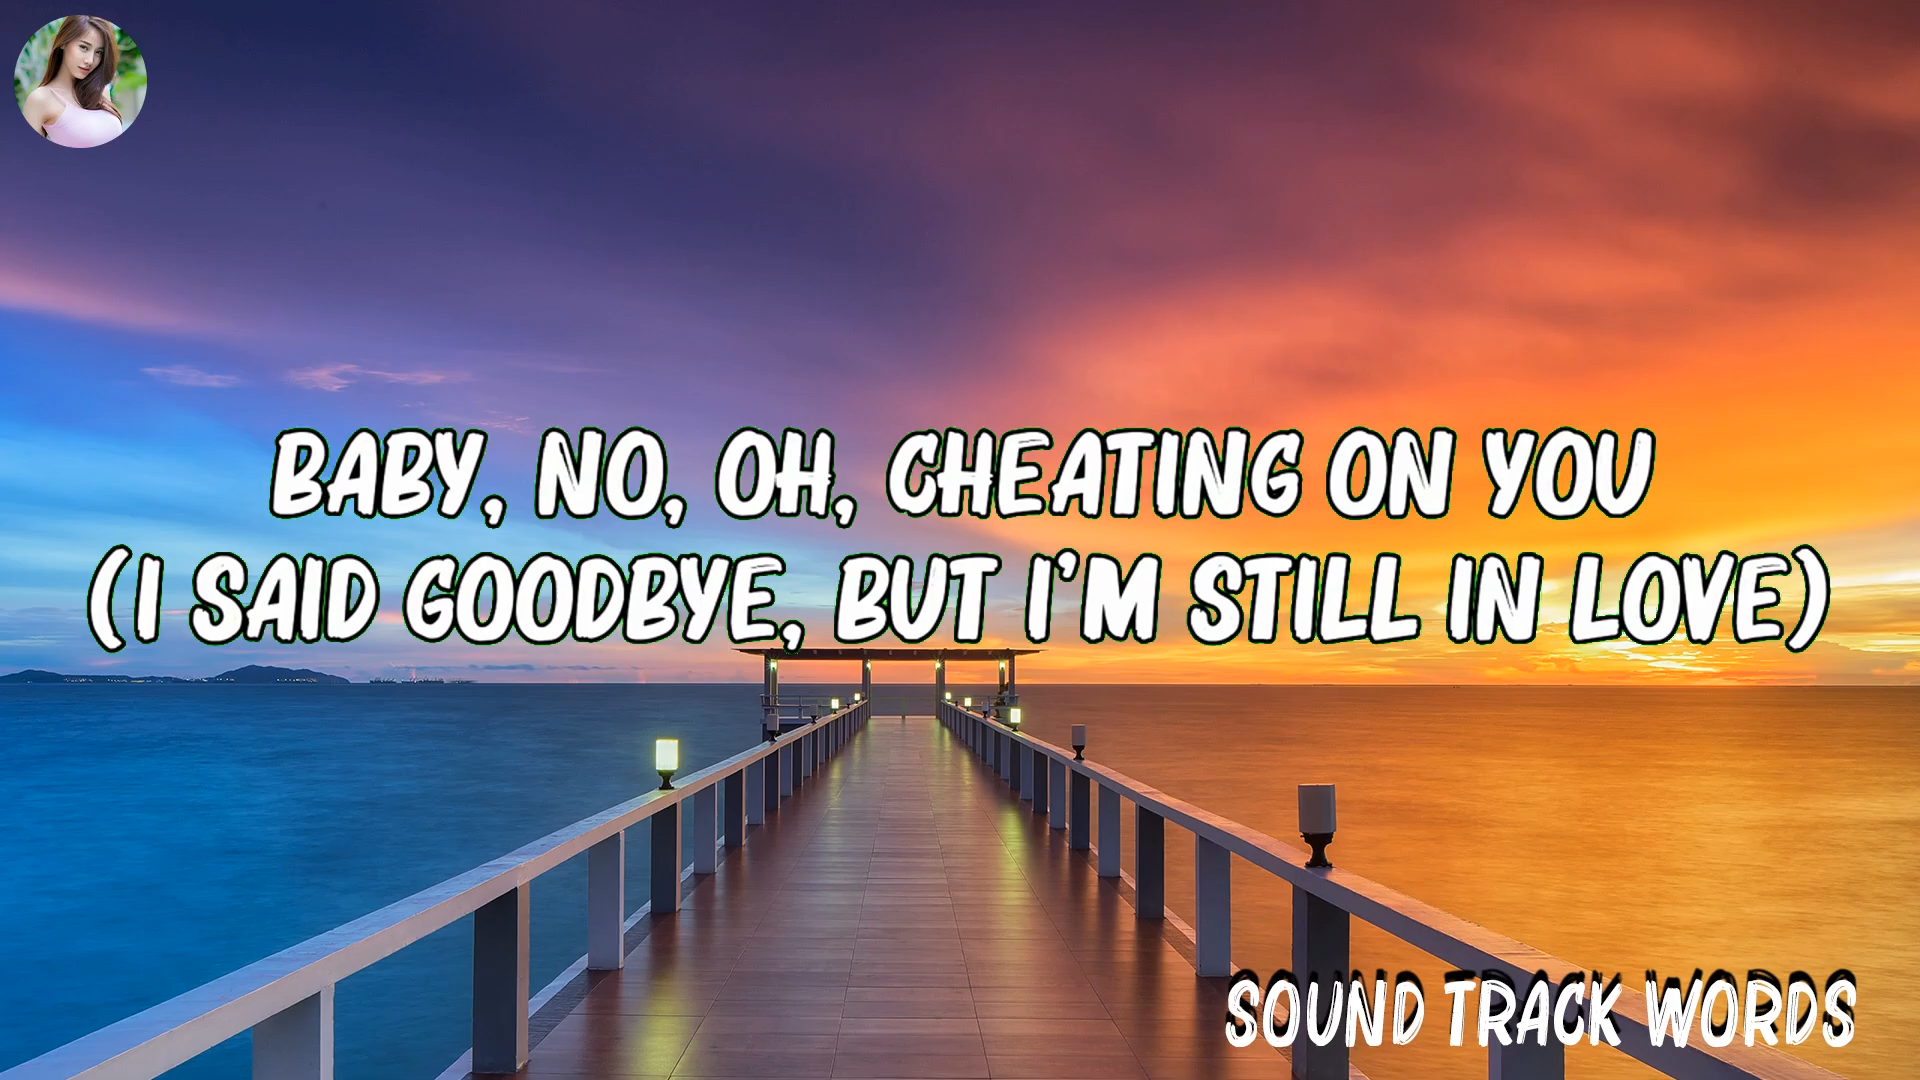 BABY, NO, OH, CHEATING ON YOU
(I SAID GOODBYE, BUT I'M STILL IN LOVE)
SOUND TRACK WORDS